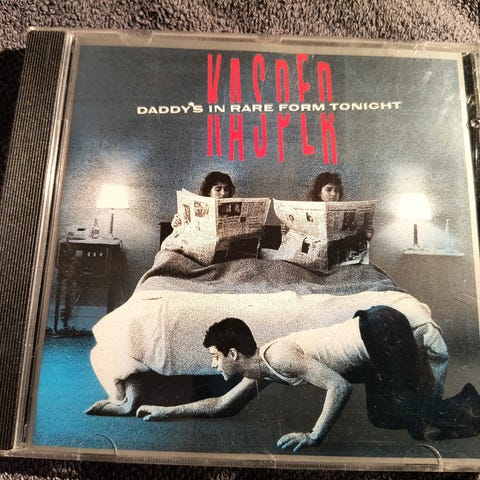 KASPER
DADDY'S IN RARE FORM TONIGHT